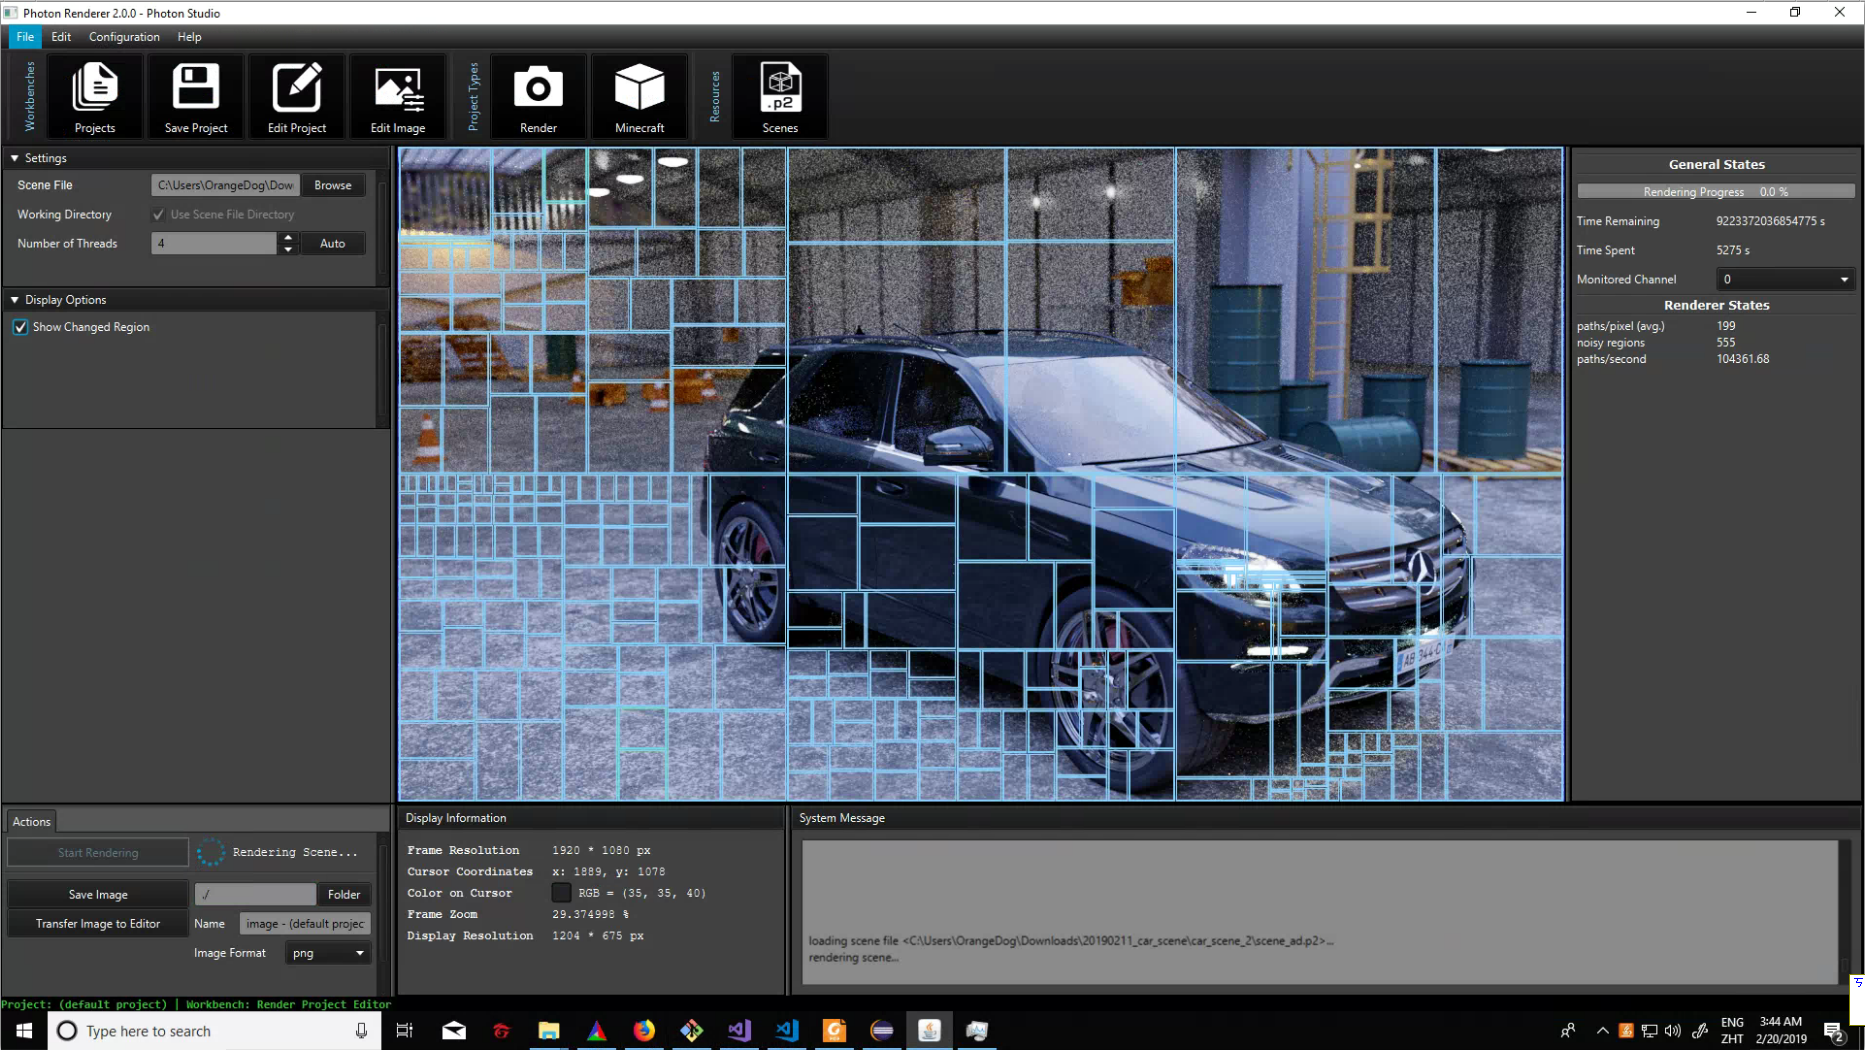 Photon Renderer 2.0.0 - Photon Studio
File Edit Configuration Help
Workbenches
Projects
Save Project
Edit Project
Edit Image
Project Types
Render
Minecraft
Resources
.p2
Scenes
Settings
Scene File C:\Users\OrangeDog\Dow Browse
Working Directory Use Scene File Directory
Number of Threads 4 Auto
Display Options
Show Changed Region
General States
Rendering Progress 0.0 %
Time Remaining 9223372036854775 s
Time Spent 5275 s
Monitored Channel 0
Renderer States
paths/pixel (avg.) 199
noisy regions 555
paths/second 104361.68
Actions
Start Rendering Rendering Scene...
Save Image ./ Folder
Transfer Image to Editor Name image - (default projec
Image Format png
Display Information
Frame Resolution 1920 * 1080 px
Cursor Coordinates x: 1889, y: 1078
Color on Cursor RGB = (35, 35, 40)
Frame Zoom 29.374998 %
Display Resolution 1204 * 675 px
System Message
loading scene file <C:\Users\OrangeDog\Downloads\20190211_car_scene\car_scene_2\scene_ad.p2>...
rendering scene...
Project: (default project) | Workbench: Render Project Editor
Type here to search
ENG
ZHT
3:44 AM
2/20/2019
2
ㄎ